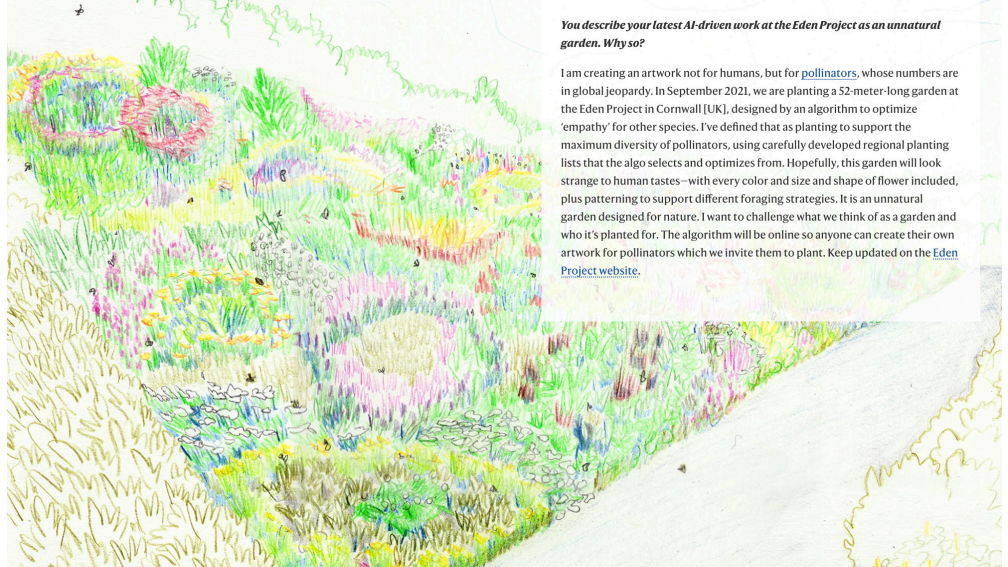 You describe your latest AI-driven work at the Eden Project as an unnatural
garden. Why so?
I am creating an artwork not for humans, but for pollinators, whose numbers are
in global jeopardy. In September 2021, we are planting a 52-meter-long garden at
the Eden Project in Cornwall [UK], designed by an algorithm to optimize
‘empathy’ for other species. I’ve defined that as planting to support the
maximum diversity of pollinators, using carefully developed regional planting
lists that the algo selects and optimizes from. Hopefully, this garden will look
strange to human tastes—with every color and size and shape of flower included,
plus patterning to support different foraging strategies. It is an unnatural
garden designed for nature. I want to challenge what we think of as a garden and
who it’s planted for. The algorithm will be online so anyone can create their own
artwork for pollinators which we invite them to plant. Keep updated on the Eden
Project website.